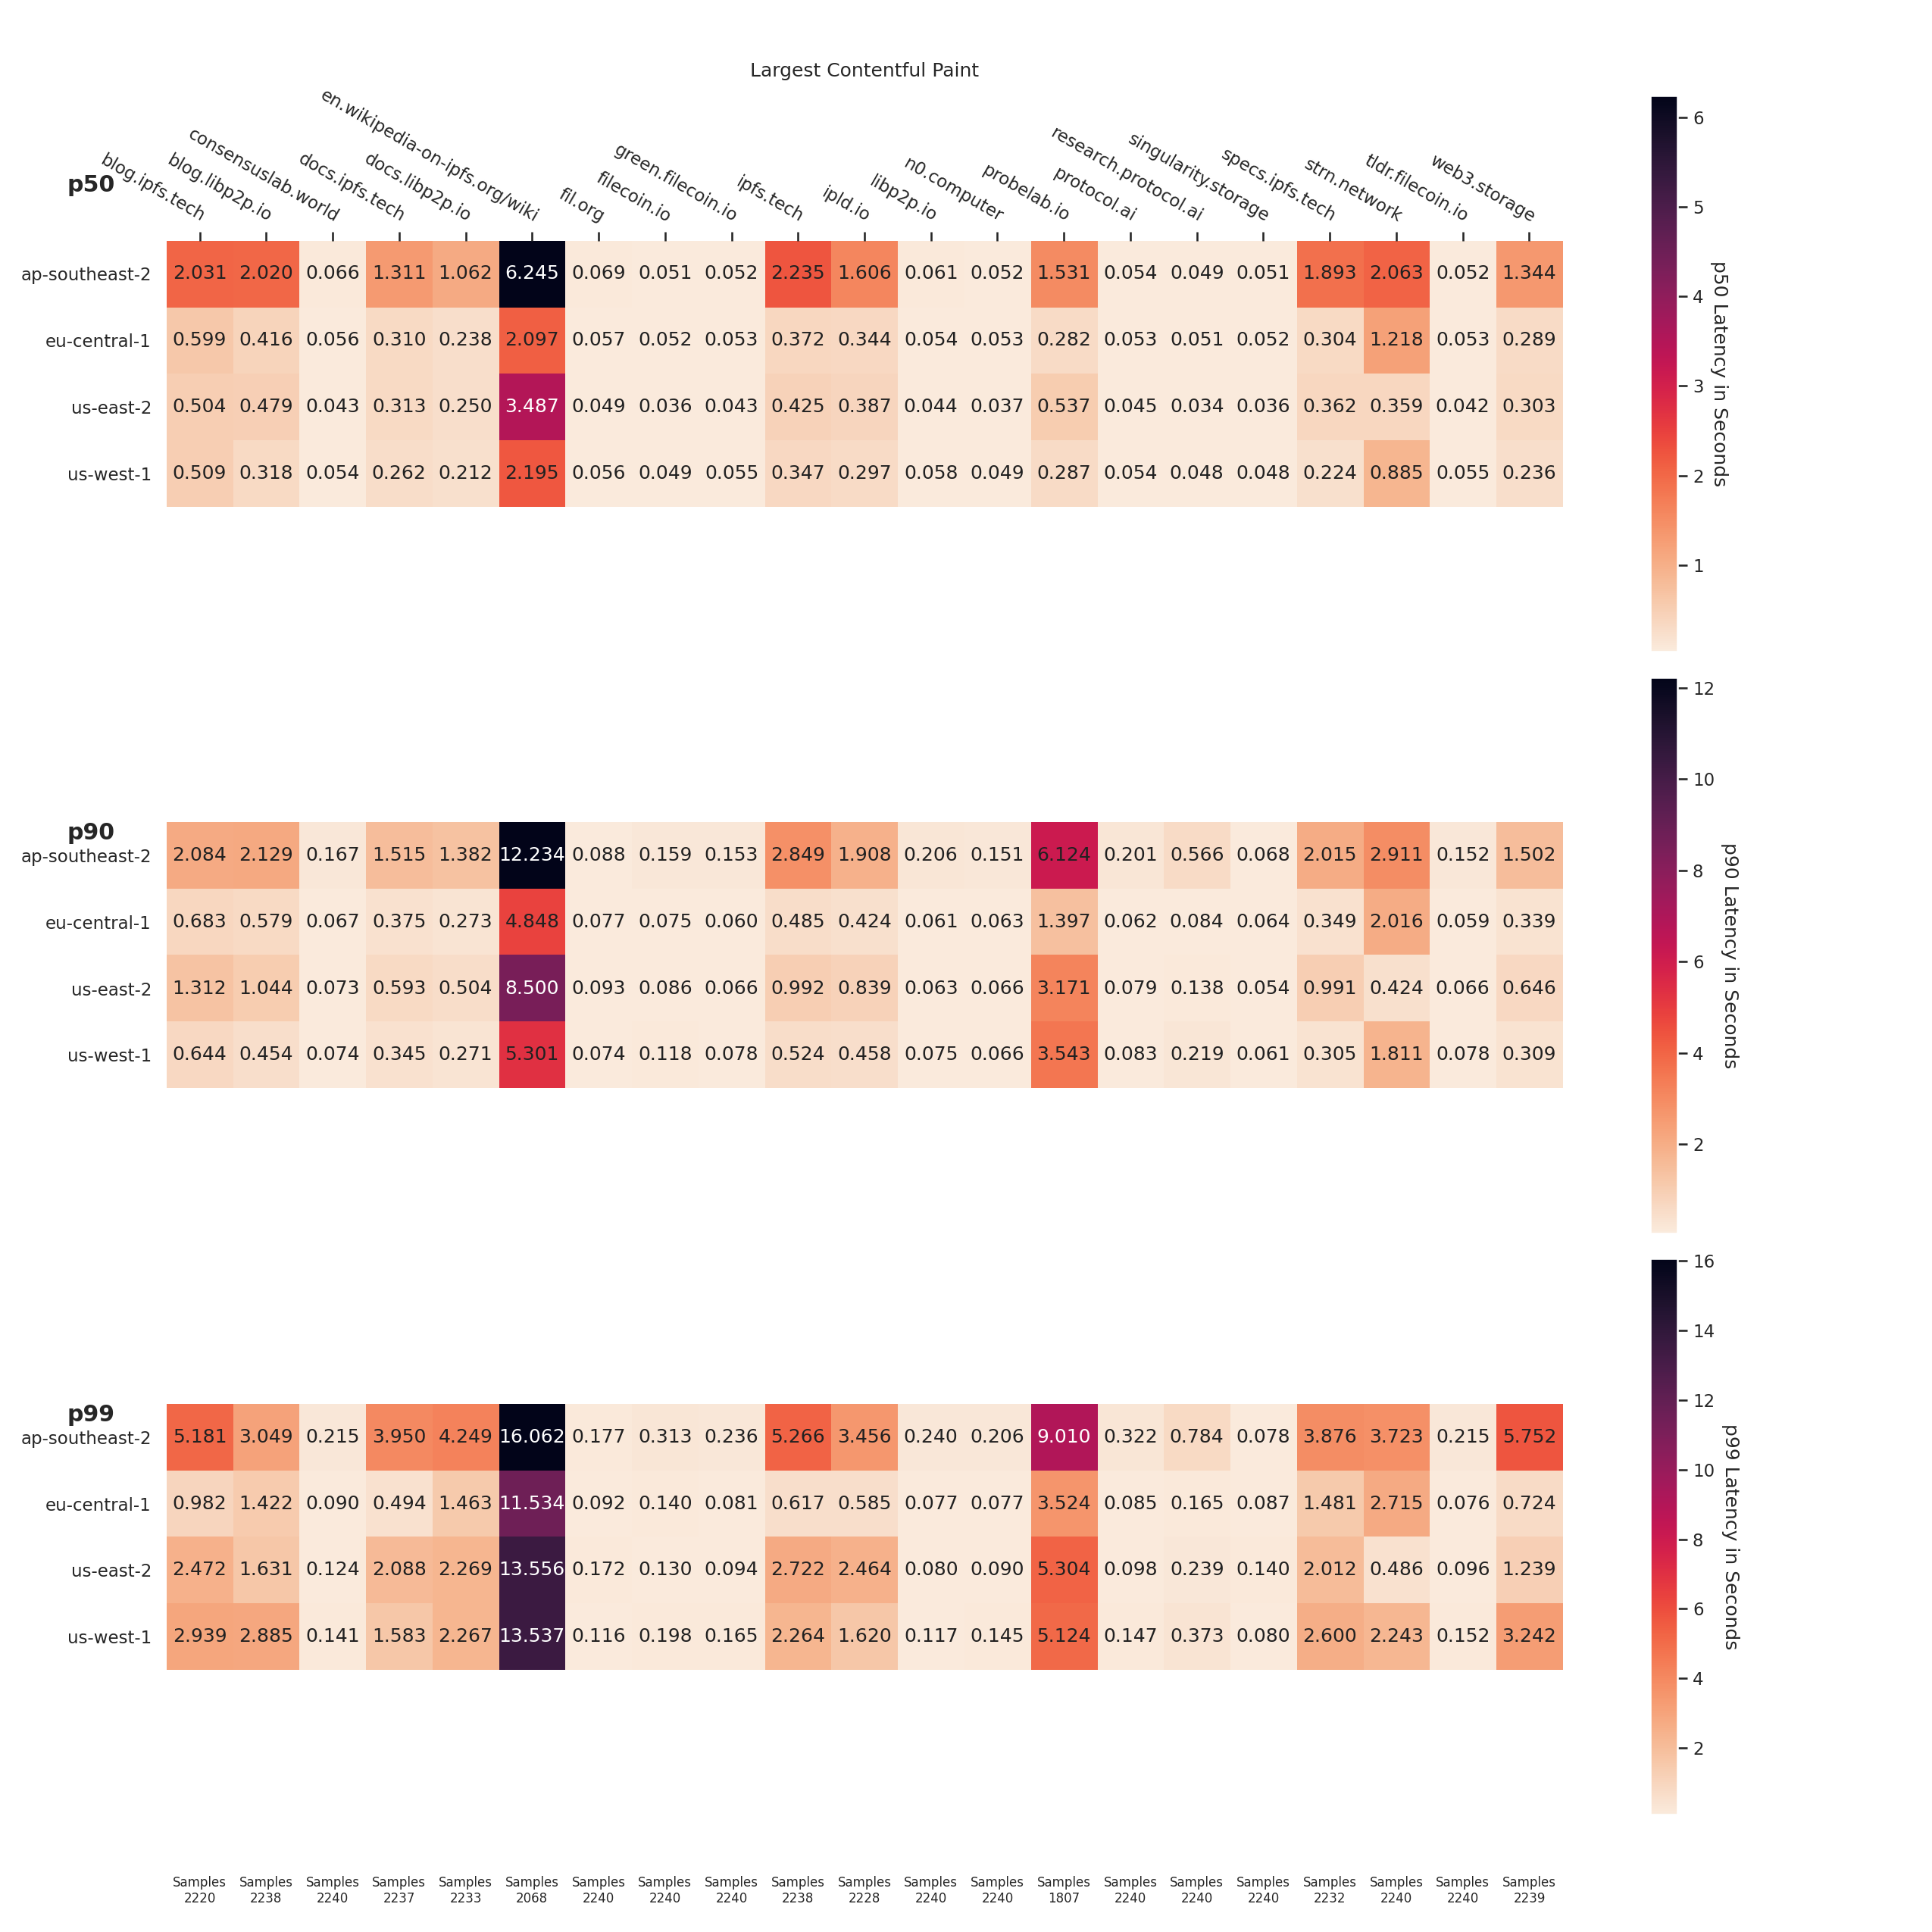 Largest Contentful Paint
p50
blog.ipfs.tech
blog.libp2p.io
consensuslab.world
docs.ipfs.tech
docs.libp2p.io
en.wikipedia-on-ipfs.org/wiki
fil.org
filecoin.io
green.filecoin.io
ipfs.tech
ipld.io
libp2p.io
n0.computer
probelab.io
protocol.ai
research.protocol.ai
singularity.storage
specs.ipfs.tech
strn.network
tldr.filecoin.io
web3.storage
ap-southeast-2 2.031 2.020 0.066 1.311 1.062 6.245 0.069 0.051 0.052 2.235 1.606 0.061 0.052 1.531 0.054 0.049 0.051 1.893 2.063 0.052 1.344
eu-central-1 0.599 0.416 0.056 0.310 0.238 2.097 0.057 0.052 0.053 0.372 0.344 0.054 0.053 0.282 0.053 0.051 0.052 0.304 1.218 0.053 0.289
us-east-2 0.504 0.479 0.043 0.313 0.250 3.487 0.049 0.036 0.043 0.425 0.387 0.044 0.037 0.537 0.045 0.034 0.036 0.362 0.359 0.042 0.303
us-west-1 0.509 0.318 0.054 0.262 0.212 2.195 0.056 0.049 0.055 0.347 0.297 0.058 0.049 0.287 0.054 0.048 0.048 0.224 0.885 0.055 0.236
6
5
4
3
2
1
p50 Latency in Seconds
p90
ap-southeast-2 2.084 2.129 0.167 1.515 1.382 12.234 0.088 0.159 0.153 2.849 1.908 0.206 0.151 6.124 0.201 0.566 0.068 2.015 2.911 0.152 1.502
eu-central-1 0.683 0.579 0.067 0.375 0.273 4.848 0.077 0.075 0.060 0.485 0.424 0.061 0.063 1.397 0.062 0.084 0.064 0.349 2.016 0.059 0.339
us-east-2 1.312 1.044 0.073 0.593 0.504 8.500 0.093 0.086 0.066 0.992 0.839 0.063 0.066 3.171 0.079 0.138 0.054 0.991 0.424 0.066 0.646
us-west-1 0.644 0.454 0.074 0.345 0.271 5.301 0.074 0.118 0.078 0.524 0.458 0.075 0.066 3.543 0.083 0.219 0.061 0.305 1.811 0.078 0.309
12
10
8
6
4
2
p90 Latency in Seconds
p99
ap-southeast-2 5.181 3.049 0.215 3.950 4.249 16.062 0.177 0.313 0.236 5.266 3.456 0.240 0.206 9.010 0.322 0.784 0.078 3.876 3.723 0.215 5.752
eu-central-1 0.982 1.422 0.090 0.494 1.463 11.534 0.092 0.140 0.081 0.617 0.585 0.077 0.077 3.524 0.085 0.165 0.087 1.481 2.715 0.076 0.724
us-east-2 2.472 1.631 0.124 2.088 2.269 13.556 0.172 0.130 0.094 2.722 2.464 0.080 0.090 5.304 0.098 0.239 0.140 2.012 0.486 0.096 1.239
us-west-1 2.939 2.885 0.141 1.583 2.267 13.537 0.116 0.198 0.165 2.264 1.620 0.117 0.145 5.124 0.147 0.373 0.080 2.600 2.243 0.152 3.242
16
14
12
10
8
6
4
2
p99 Latency in Seconds
Samples Samples Samples Samples Samples Samples Samples Samples Samples Samples Samples Samples Samples Samples Samples Samples Samples Samples Samples Samples Samples
2220 2238 2240 2237 2233 2068 2240 2240 2240 2238 2228 2240 2240 1807 2240 2240 2240 2232 2240 2240 2239